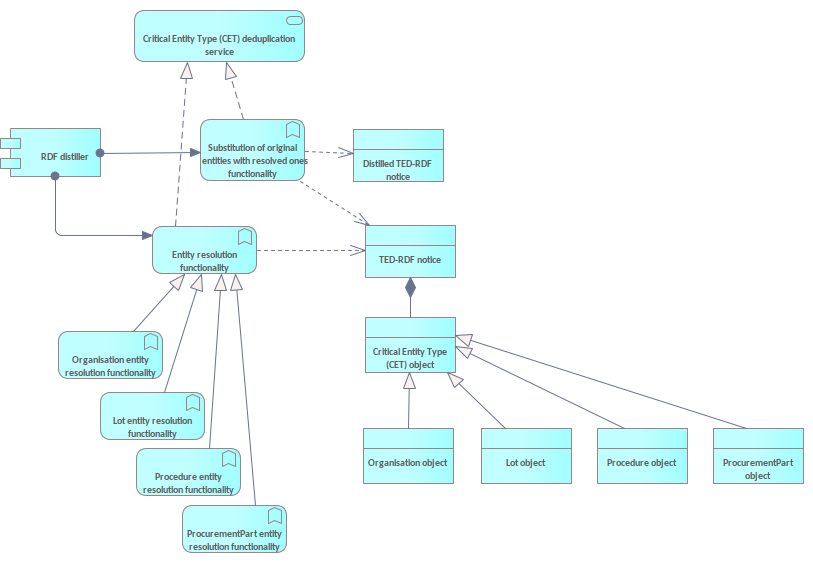 Critical Entity Type (CET) deduplication
service
RDF distiller
Substitution of original
entities with resolved ones
functionality
Distilled TED-RDF
notice
Entity resolution
functionality
TED-RDF notice
Organisation entity
resolution functionality
Critical Entity Type
(CET) object
Lot entity resolution
functionality
Organisation object
Lot object
Procedure object
ProcurementPart
object
Procedure entity
resolution functionality
ProcurementPart entity
resolution functionality